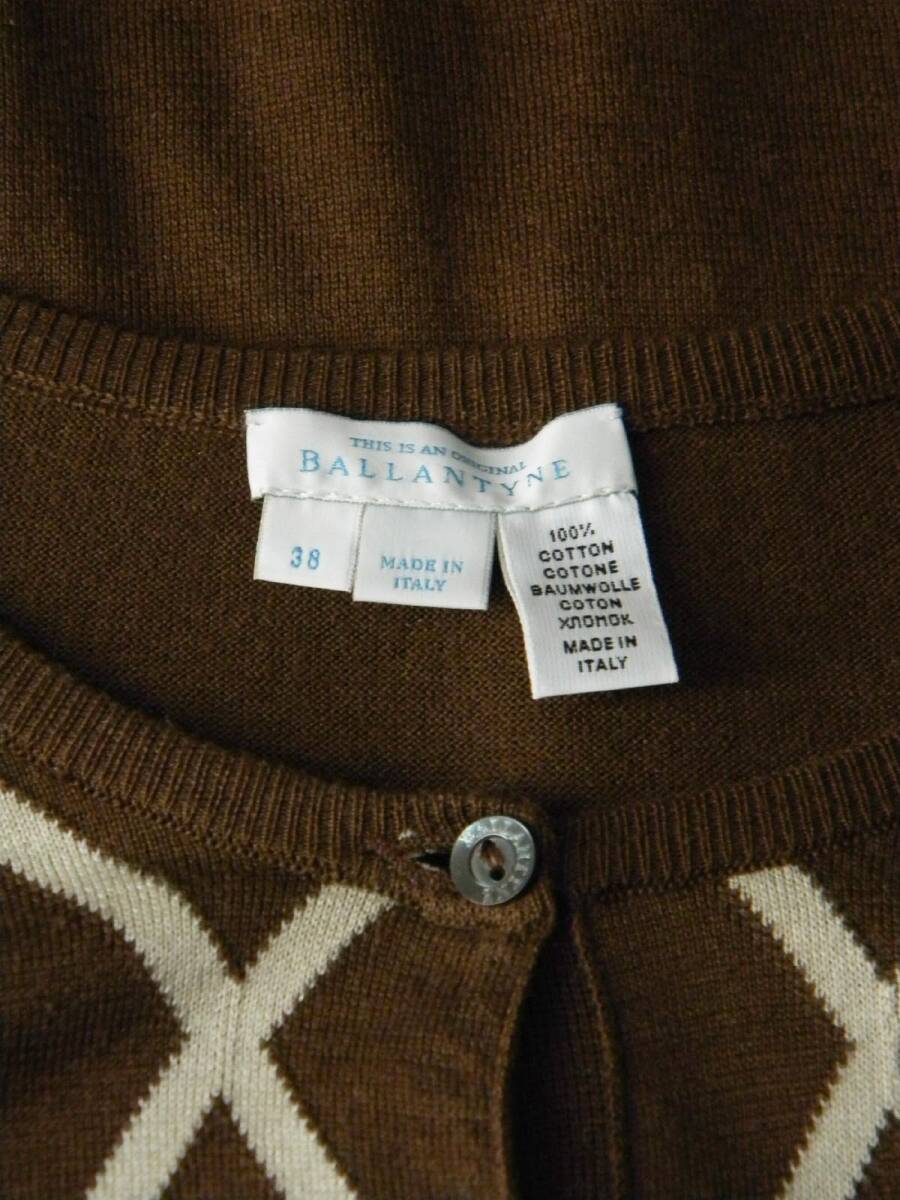 THIS IS AN ORIGINAL
BALLANTYNE
38
MADE IN
ITALY
100%
COTTON
COTONE
BAUMWOLLE
COTON
ХЛОПОК
MADE IN
ITALY